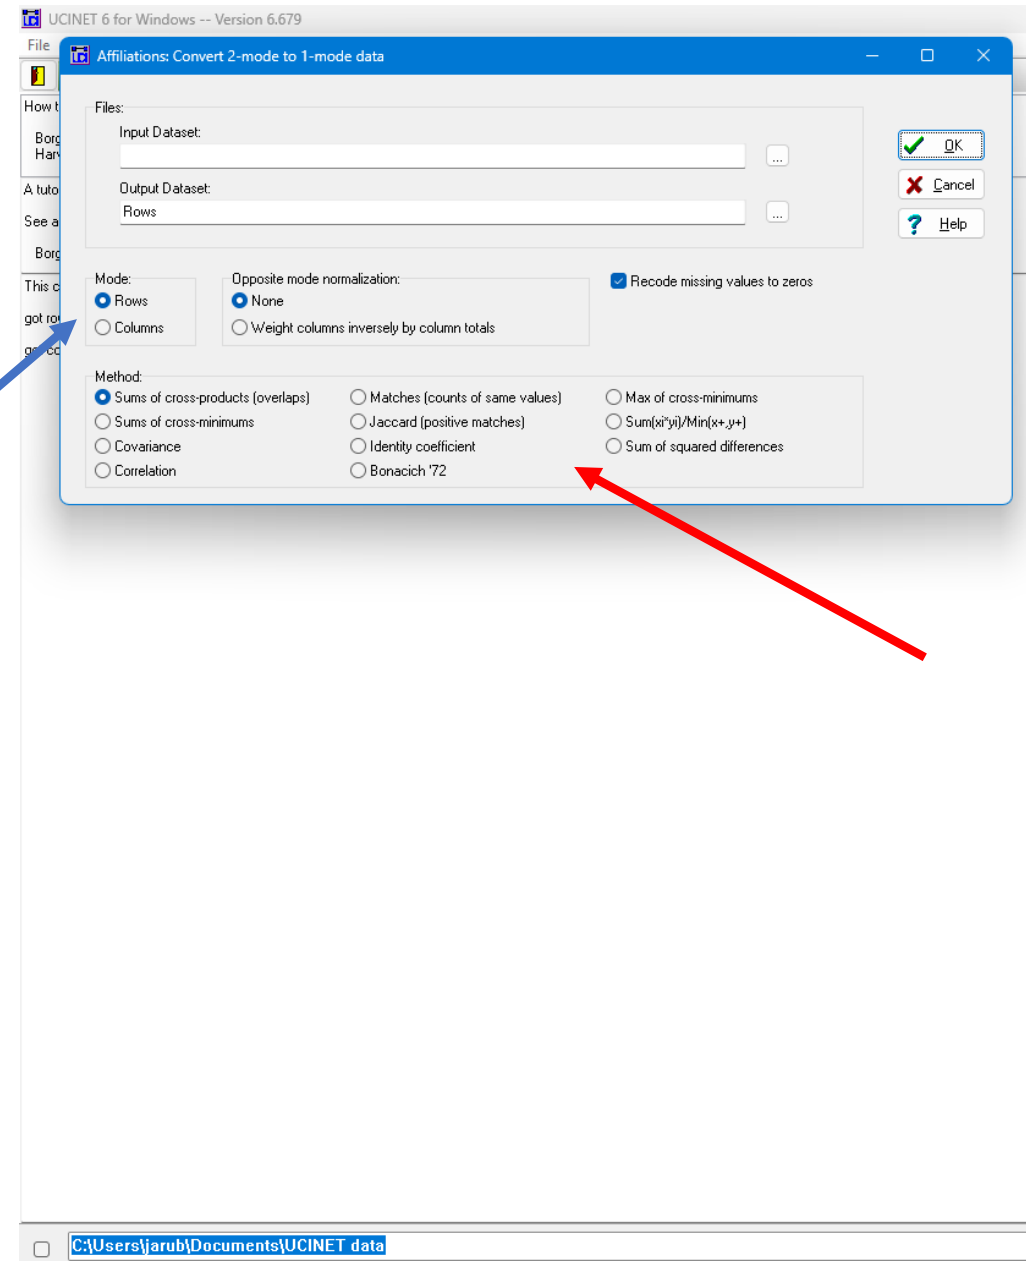 UCINET 6 for Windows -- Version 6.679
File
Affiliations: Convert 2-mode to 1-mode data
How t
Borg
Harv
A tuto
See a
Borg
This c
got ro
Files:
Input Dataset:
...
Output Dataset:
Rows
...
OK
Cancel
Help
Mode:
Rows
Columns
Opposite mode normalization:
None
Weight columns inversely by column totals
Recode missing values to zeros
Method:
Sums of cross-products (overlaps)
Sums of cross-minimums
Covariance
Correlation
Matches (counts of same values)
Jaccard (positive matches)
Identity coefficient
Bonacich '72
Max of cross-minimums
Sum(xi*yi)/Min(x+,y+)
Sum of squared differences
C:\Users\jarub\Documents\UCINET data